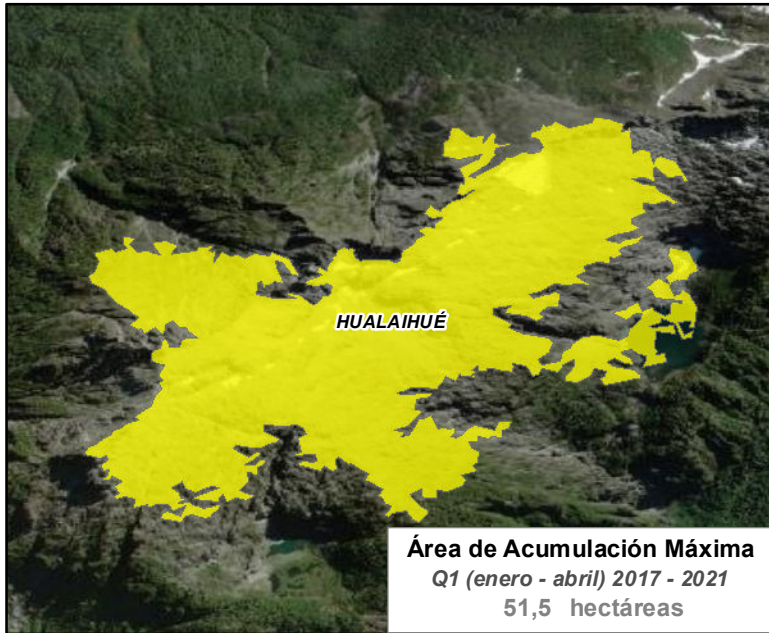 HUALAIHUÉ
Área de Acumulación Máxima
Q1 (enero - abril) 2017 - 2021
51,5 hectáreas